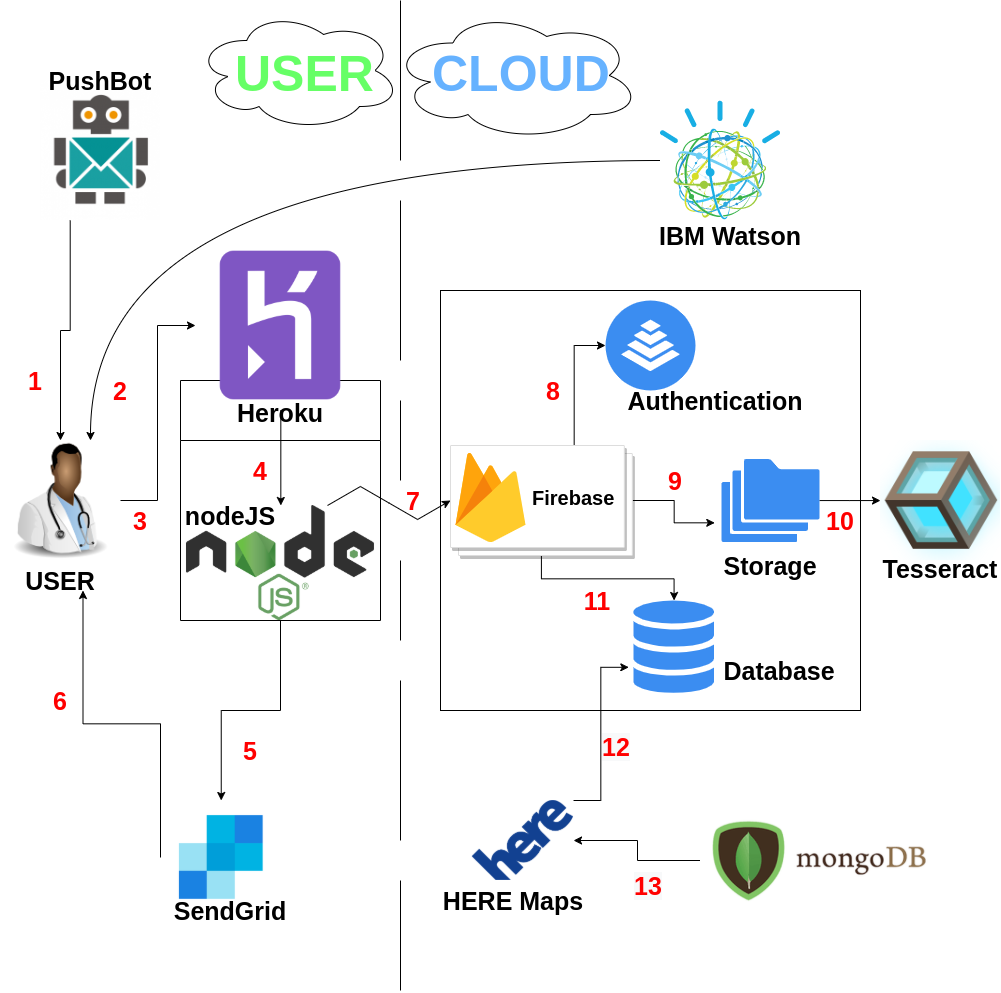 USER
CLOUD
PushBot
IBM Watson
1
2
Heroku
8
Authentication
3
4
7
nodeJS
node
JS
®
Firebase
9
Storage
10
Tesseract
USER
11
Database
6
5
12
here
HERE Maps
13
mongoDB
SendGrid